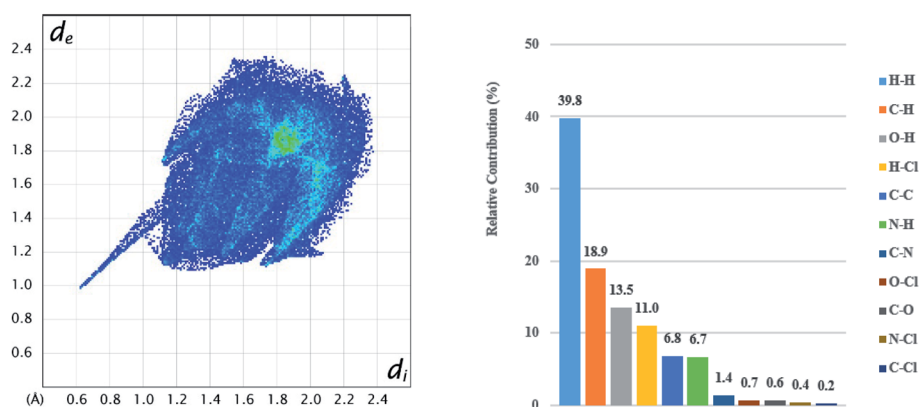 de
2.4
2.2
2.0
1.8
1.6
1.4
1.2
1.0
0.8
0.6
di
(Å) 0.6 0.8 1.0 1.2 1.4 1.6 1.8 2.0 2.2 2.4
Relative Contribution (%)
50
40
30
20
10
0
39.8
18.9
13.5
11.0
6.8
6.7
1.4
0.7
0.6
0.4
0.2
H-H
C-H
O-H
H-Cl
C-C
N-H
C-N
O-Cl
C-O
N-Cl
C-Cl